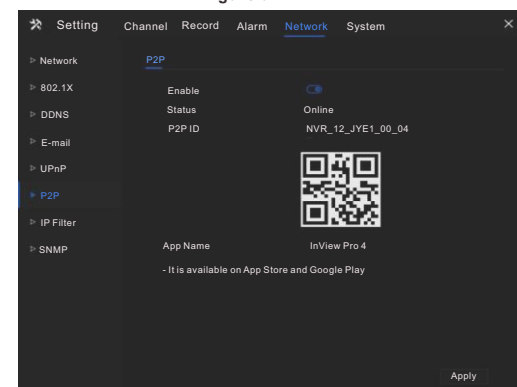 Setting
Channel Record Alarm Network System
Network
802.1X
DDNS
E-mail
UPnP
P2P
IP Filter
SNMP
P2P
Enable
Status Online
P2P ID NVR_12_JYE1_00_04
App Name InView Pro 4
- It is available on App Store and Google Play
Apply